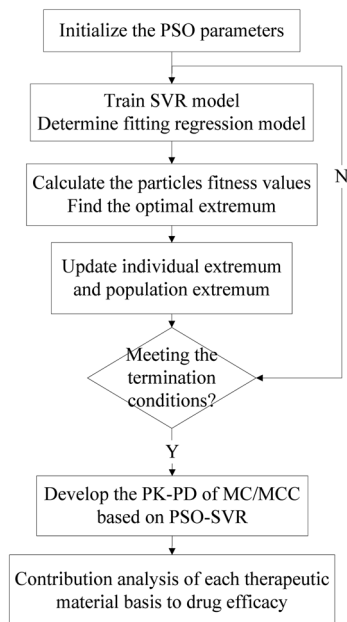 Initialize the PSO parameters
Train SVR model
Determine fitting regression model
Calculate the particles fitness values
Find the optimal extremum
Update individual extremum
and population extremum
Meeting the
termination
conditions?
N
Y
Develop the PK-PD of MC/MCC
based on PSO-SVR
Contribution analysis of each therapeutic
material basis to drug efficacy